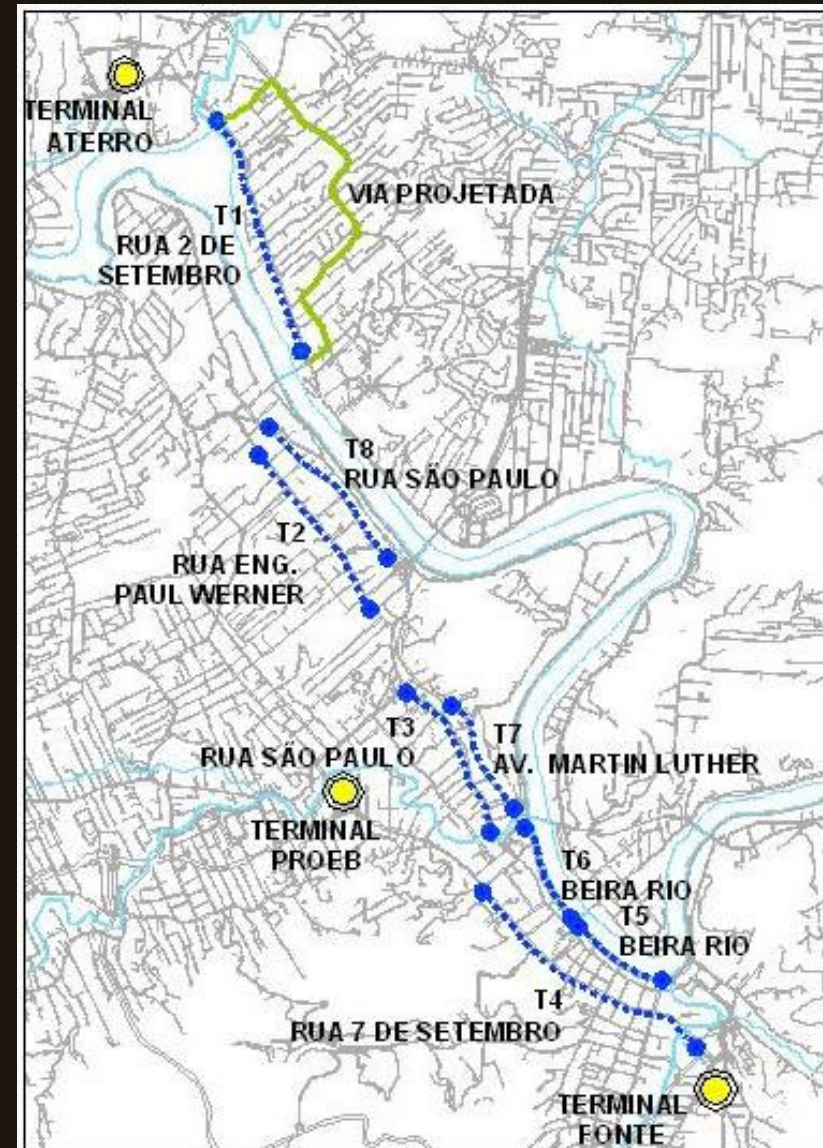 TERMINAL
ATERRO
VIA PROJETADA
T1
RUA 2 DE
SETEMBRO
T8
RUA SÃO PAULO
T2
RUA ENG.
PAUL WERNER
T3
RUA SÃO PAULO
T7
AV. MARTIN LUTHER
TERMINAL
PROEB
T6
BEIRA RIO
T5
BEIRA RIO
T4
RUA 7 DE SETEMBRO
TERMINAL
FONTE